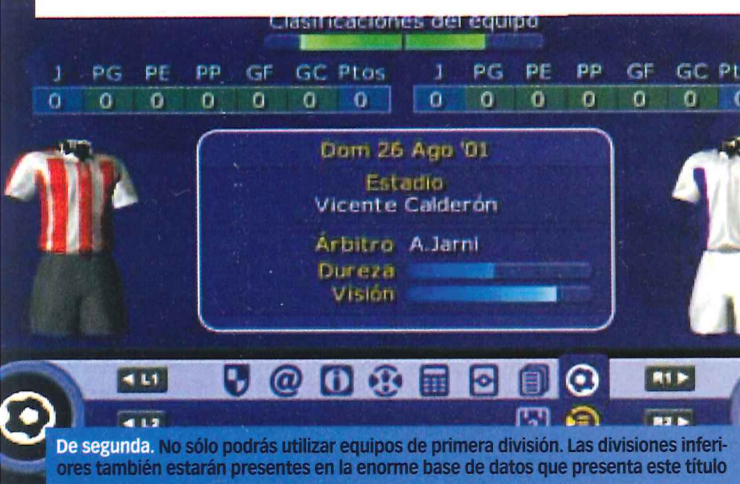 Clasificaciones del equipo
J PG PE PP GF GC Ptos J PG PE PP GF GC
0 0 0 0 0 0 0 0 0 0 0 0 0
Dom 26 Ago '01
Estadio
Vicente Calderón
Árbitro A.Jarni
Dureza
Visión
L1 R1
L2 R2
De segunda. No sólo podrás utilizar equipos de primera división. Las divisiones inferi-
ores también estarán presentes en la enorme base de datos que presenta este título